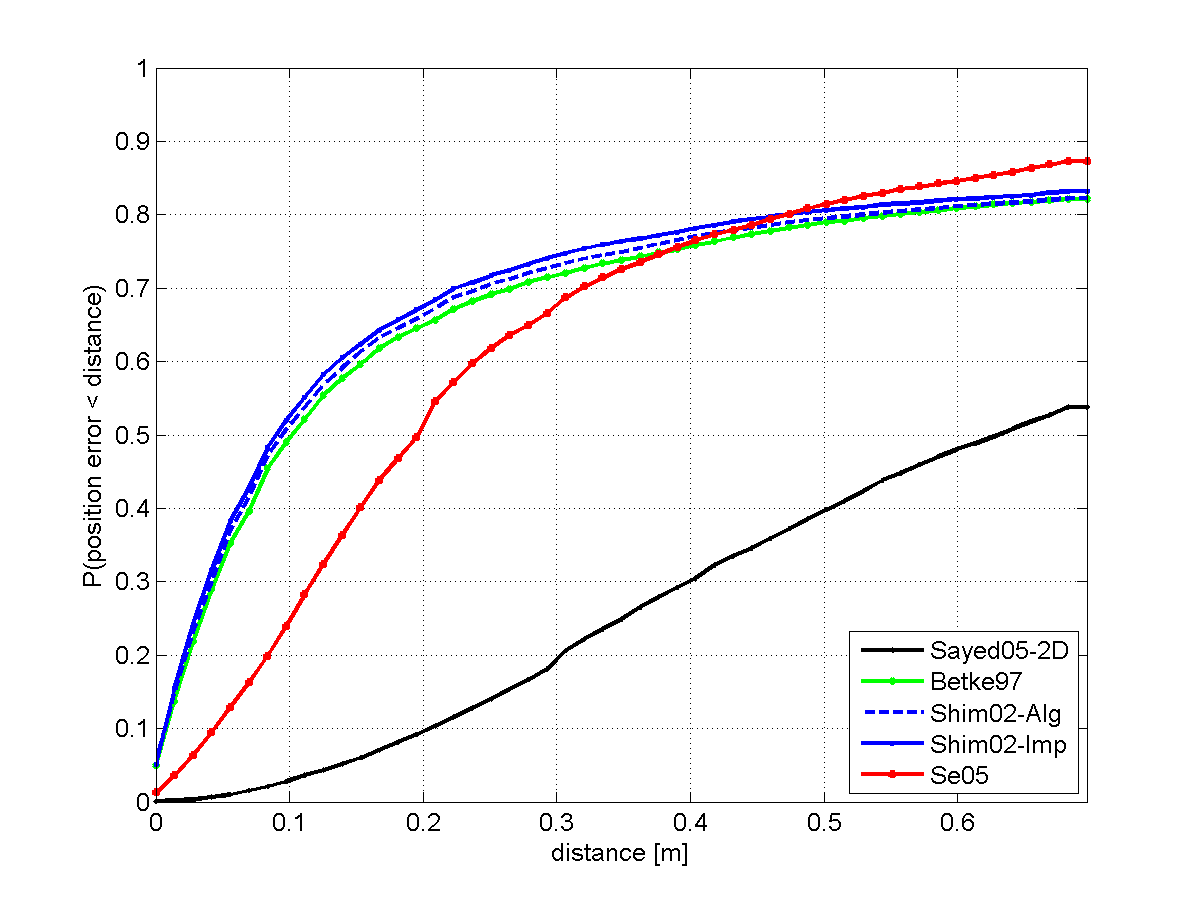 1
0.9
0.8
0.7
0.6
0.5
0.4
0.3
0.2
0.1
0
P(position error < distance)
0 0.1 0.2 0.3 0.4 0.5 0.6
distance [m]
Sayed05-2D
Betke97
Shim02-Alg
Shim02-Imp
Se05